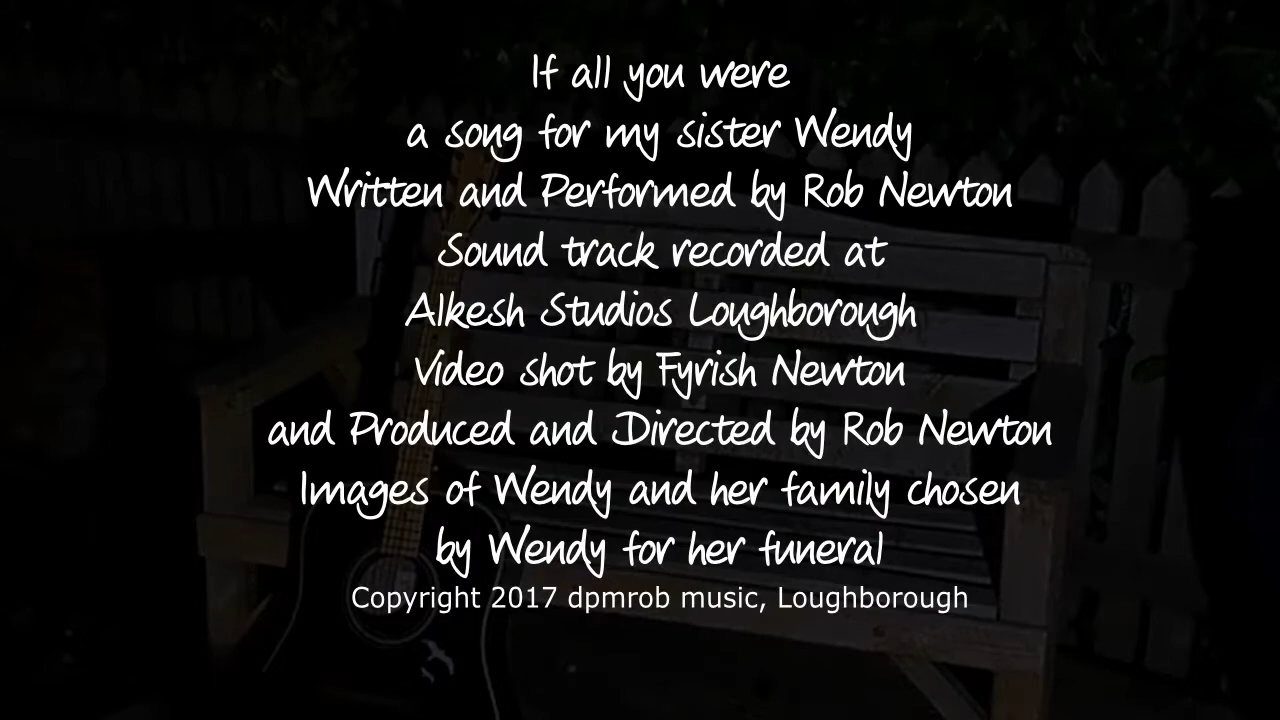 If all you were
a song for my sister Wendy
Written and Performed by Rob Newton
Sound track recorded at
Alkesh Studios Loughborough
Video shot by Fyrish Newton
and Produced and Directed by Rob Newton
Images of Wendy and her family chosen
by Wendy for her funeral
Copyright 2017 dpmrob music, Loughborough